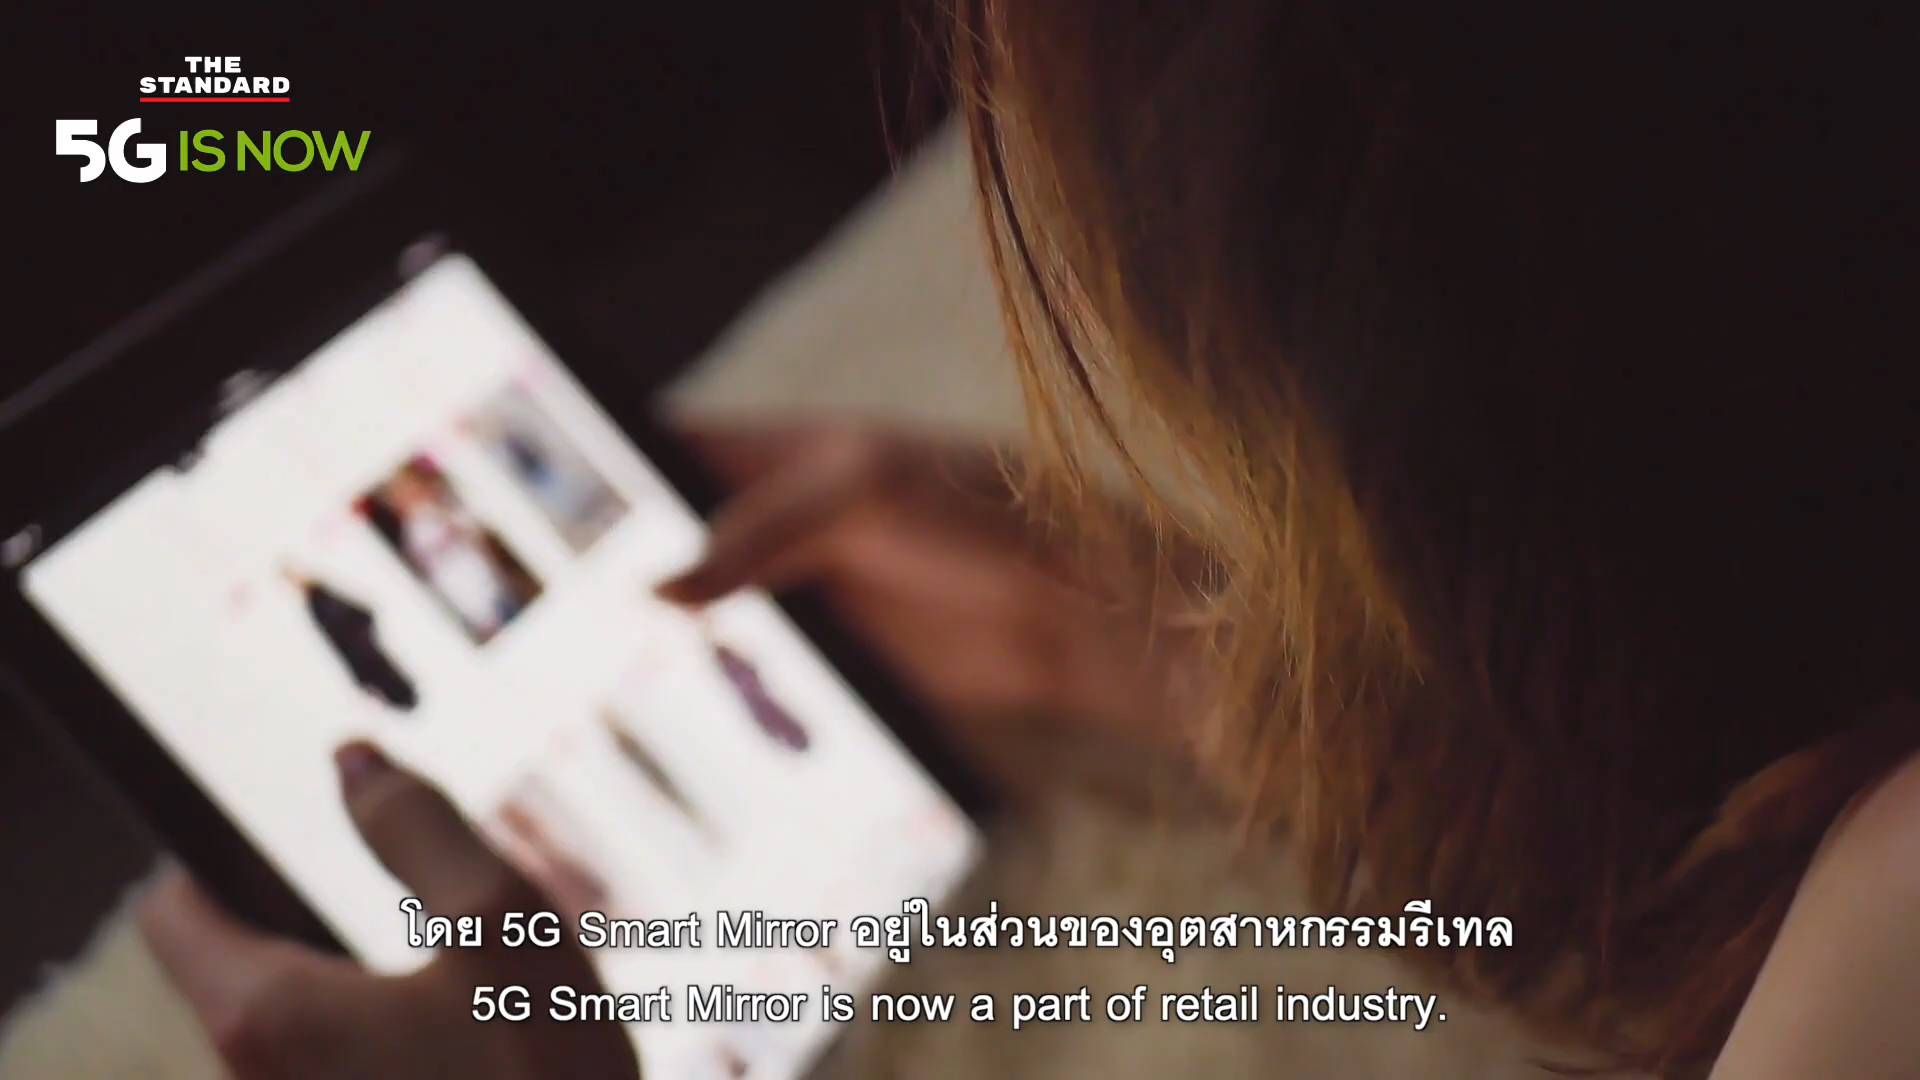 THE
STANDARD
5G IS NOW
โดย 5G Smart Mirror อยู่ในส่วนของอุตสาหกรรมรีเทล
5G Smart Mirror is now a part of retail industry.